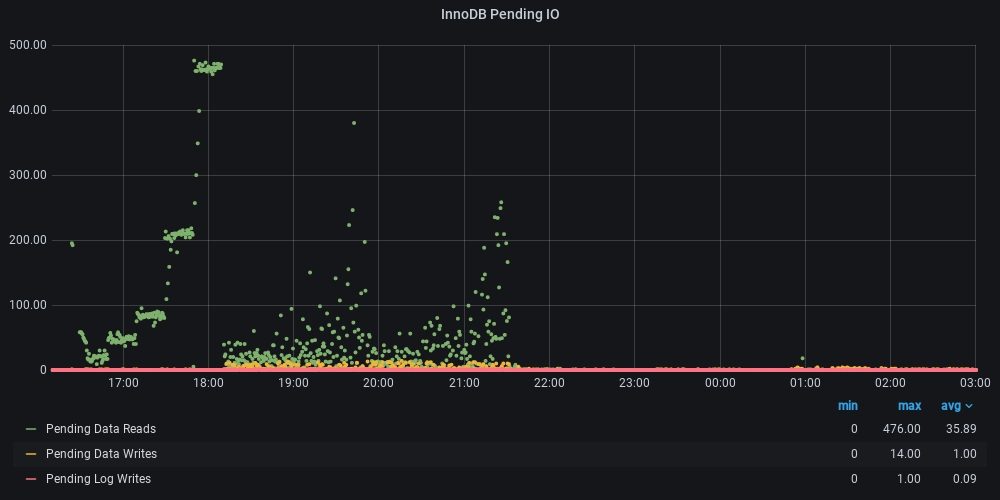 InnoDB Pending IO
500.00
400.00
300.00
200.00
100.00
0
17:00 18:00 19:00 20:00 21:00 22:00 23:00 00:00 01:00 02:00 03:00
min max avg
Pending Data Reads 0 476.00 35.89
Pending Data Writes 0 14.00 1.00
Pending Log Writes 0 1.00 0.09